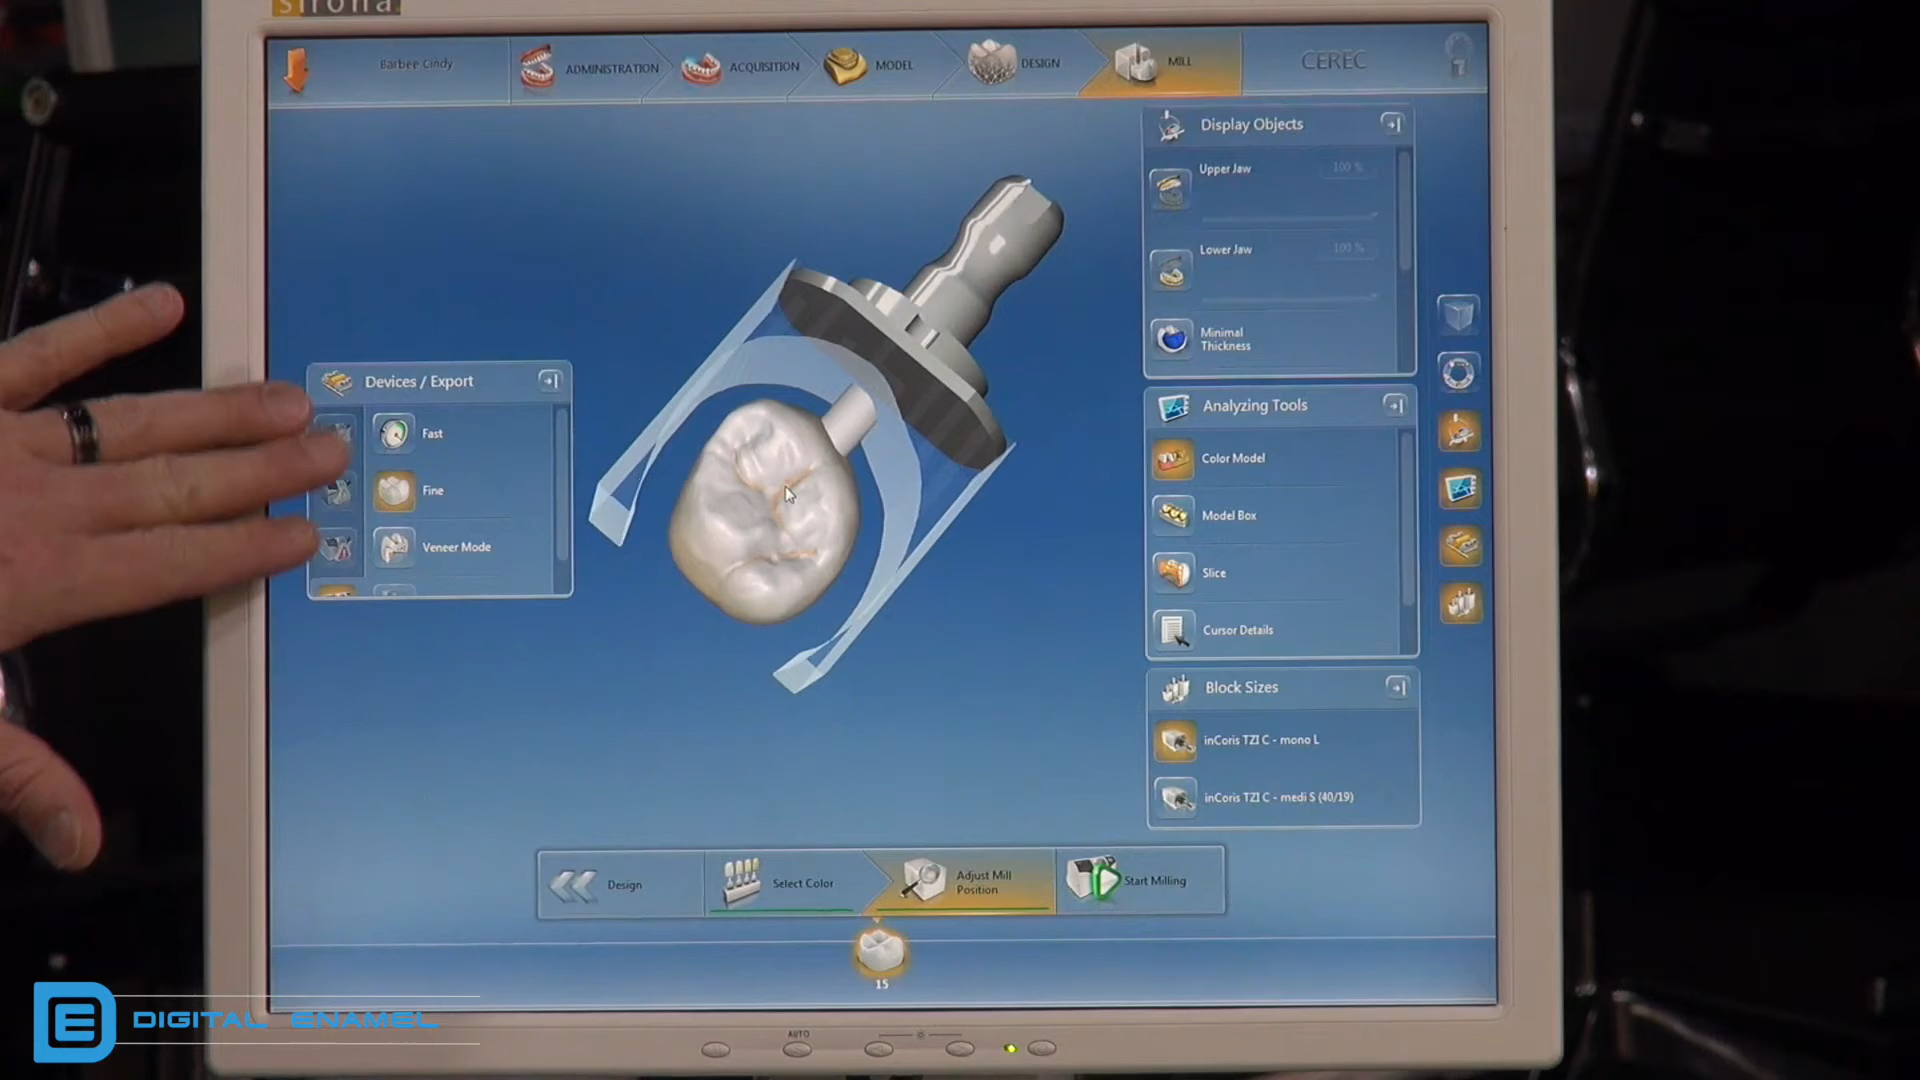 sirona.
Barbee Cindy
ADMINISTRATION
ACQUISITION
MODEL
DESIGN
MILL
CEREC
Display Objects
Upper Jaw
100 %
Lower Jaw
100 %
Minimal
Thickness
Devices / Export
Fast
Fine
Veneer Mode
Analyzing Tools
Color Model
Model Box
Slice
Cursor Details
Block Sizes
inCoris TZI C - mono L
inCoris TZI C - medi S (40/19)
Design
Select Color
Adjust Mill
Position
Start Milling
15
DIGITAL ENAMEL
AUTO